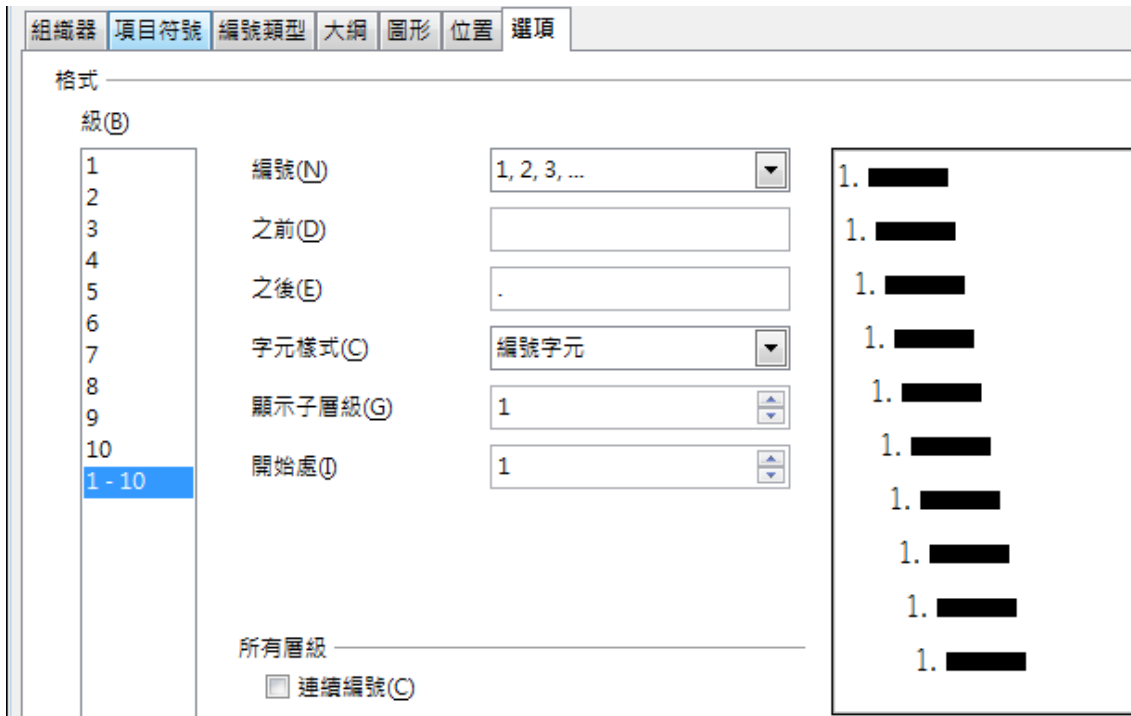 組織器 項目符號 編號類型 大綱 圖形 位置 選項
格式
級(B)
1
2
3
4
5
6
7
8
9
10
1 - 10
編號(N) 1, 2, 3, ...
之前(D)
之後(E) .
字元樣式(C) 編號字元
顯示子層級(G) 1
開始處(I) 1
所有層級
連續編號(C)
1.
1.
1.
1.
1.
1.
1.
1.
1.
1.